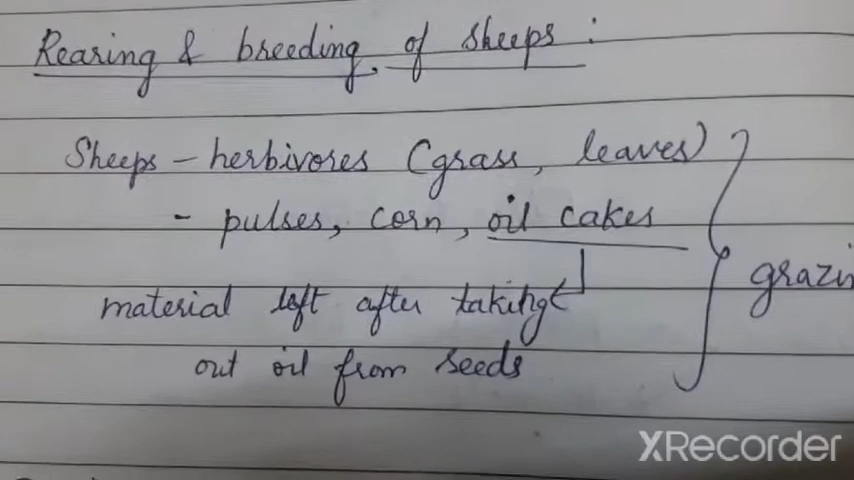 Rearing & breeding of sheeps :
Sheeps - herbivores (grass, leaves)
- pulses, corn, oil cakes
grazin
material left after taking
out oil from seeds
XRecorder